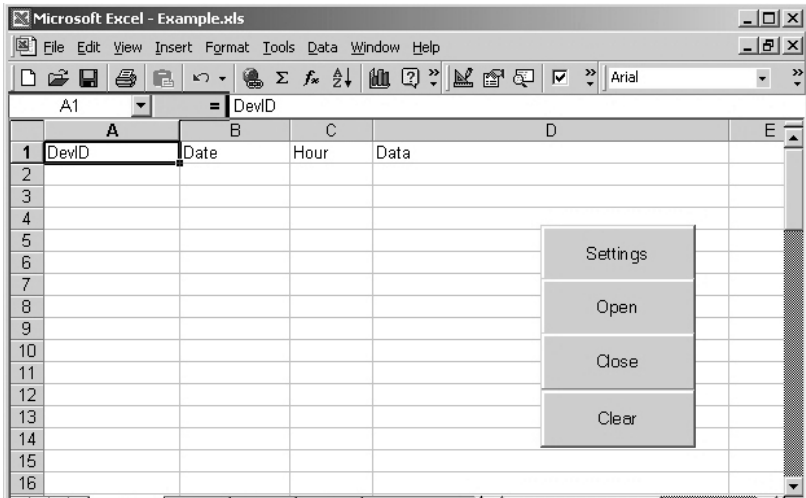 Microsoft Excel - Example.xls
File Edit View Insert Format Tools Data Window Help
Arial
A1 = DevID
A B C D E
1 DevID Date Hour Data
2
3
4
5
6
7
8
9
10
11
12
13
14
15
16
Settings
Open
Close
Clear